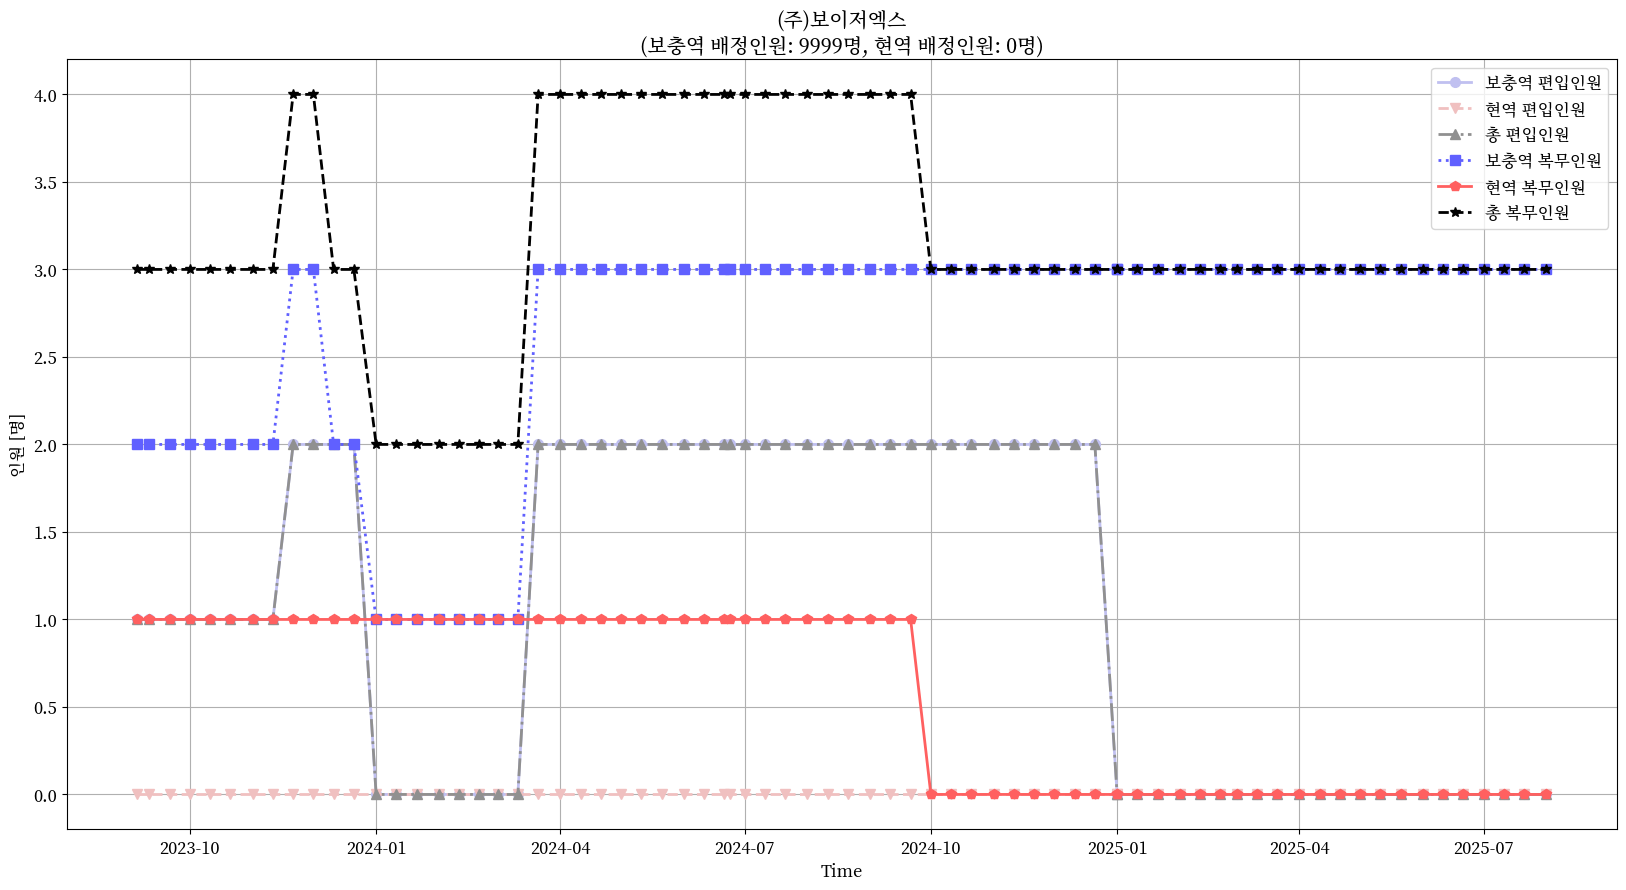 (주)보이저엑스
(보충역 배정인원: 9999명, 현역 배정인원: 0명)
보충역 편입인원
현역 편입인원
총 편입인원
보충역 복무인원
현역 복무인원
총 복무인원
인원 [명]
4.0
3.5
3.0
2.5
2.0
1.5
1.0
0.5
0.0
2023-10 2024-01 2024-04 2024-07 2024-10 2025-01 2025-04 2025-07
Time